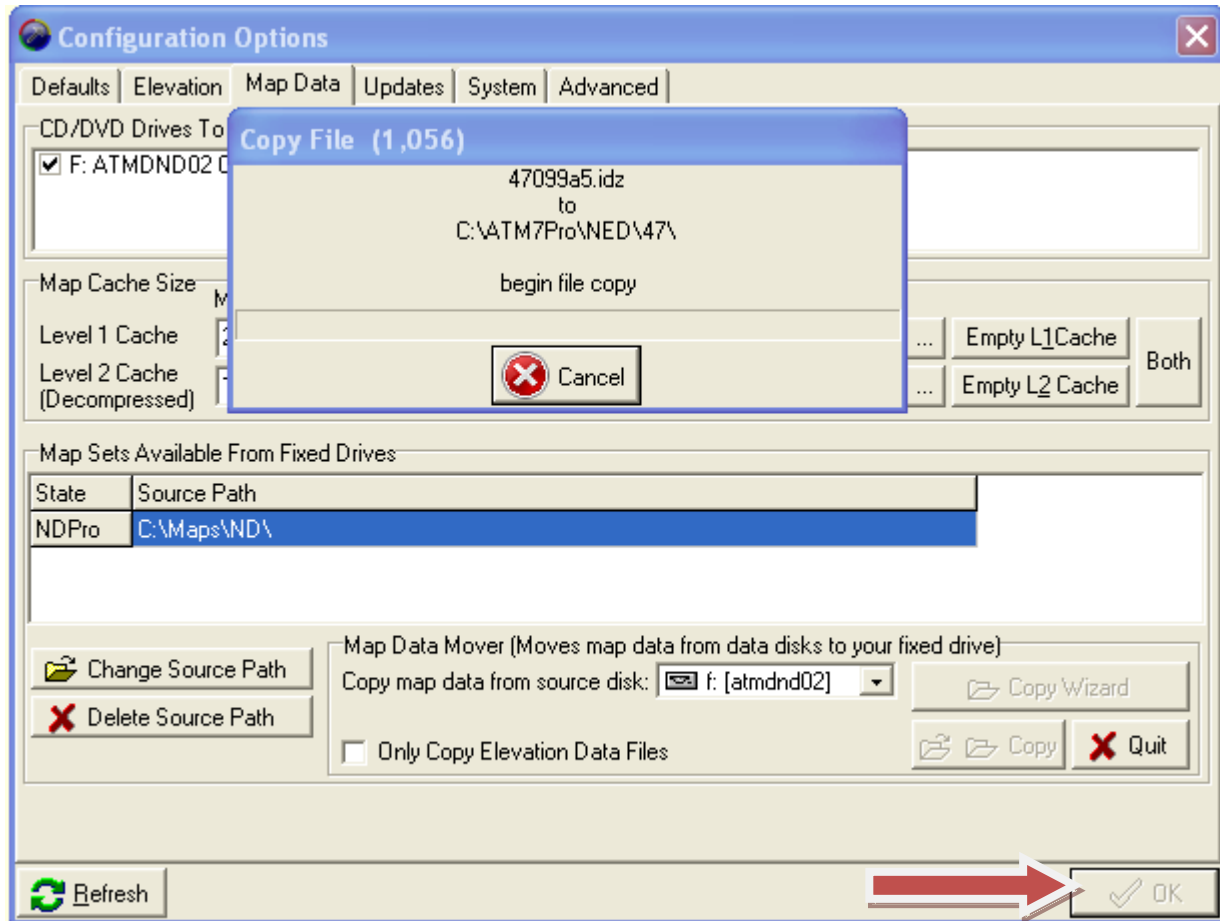 Configuration Options
Defaults Elevation Map Data Updates System Advanced
CD/DVD Drives To
F: ATMDND02
Copy File (1,056)
47099a5.idz
to
C:\ATM7Pro\NED\47\
begin file copy
Cancel
Map Cache Size
Level 1 Cache
... Empty L1Cache
Level 2 Cache
(Decompressed)
... Empty L2 Cache
Both
Map Sets Available From Fixed Drives
State Source Path
NDPro C:\Maps\ND\
Change Source Path
Delete Source Path
Map Data Mover (Moves map data from data disks to your fixed drive)
Copy map data from source disk: f: [atmdnd02]
Copy Wizard
Only Copy Elevation Data Files
Copy
Quit
Refresh
OK